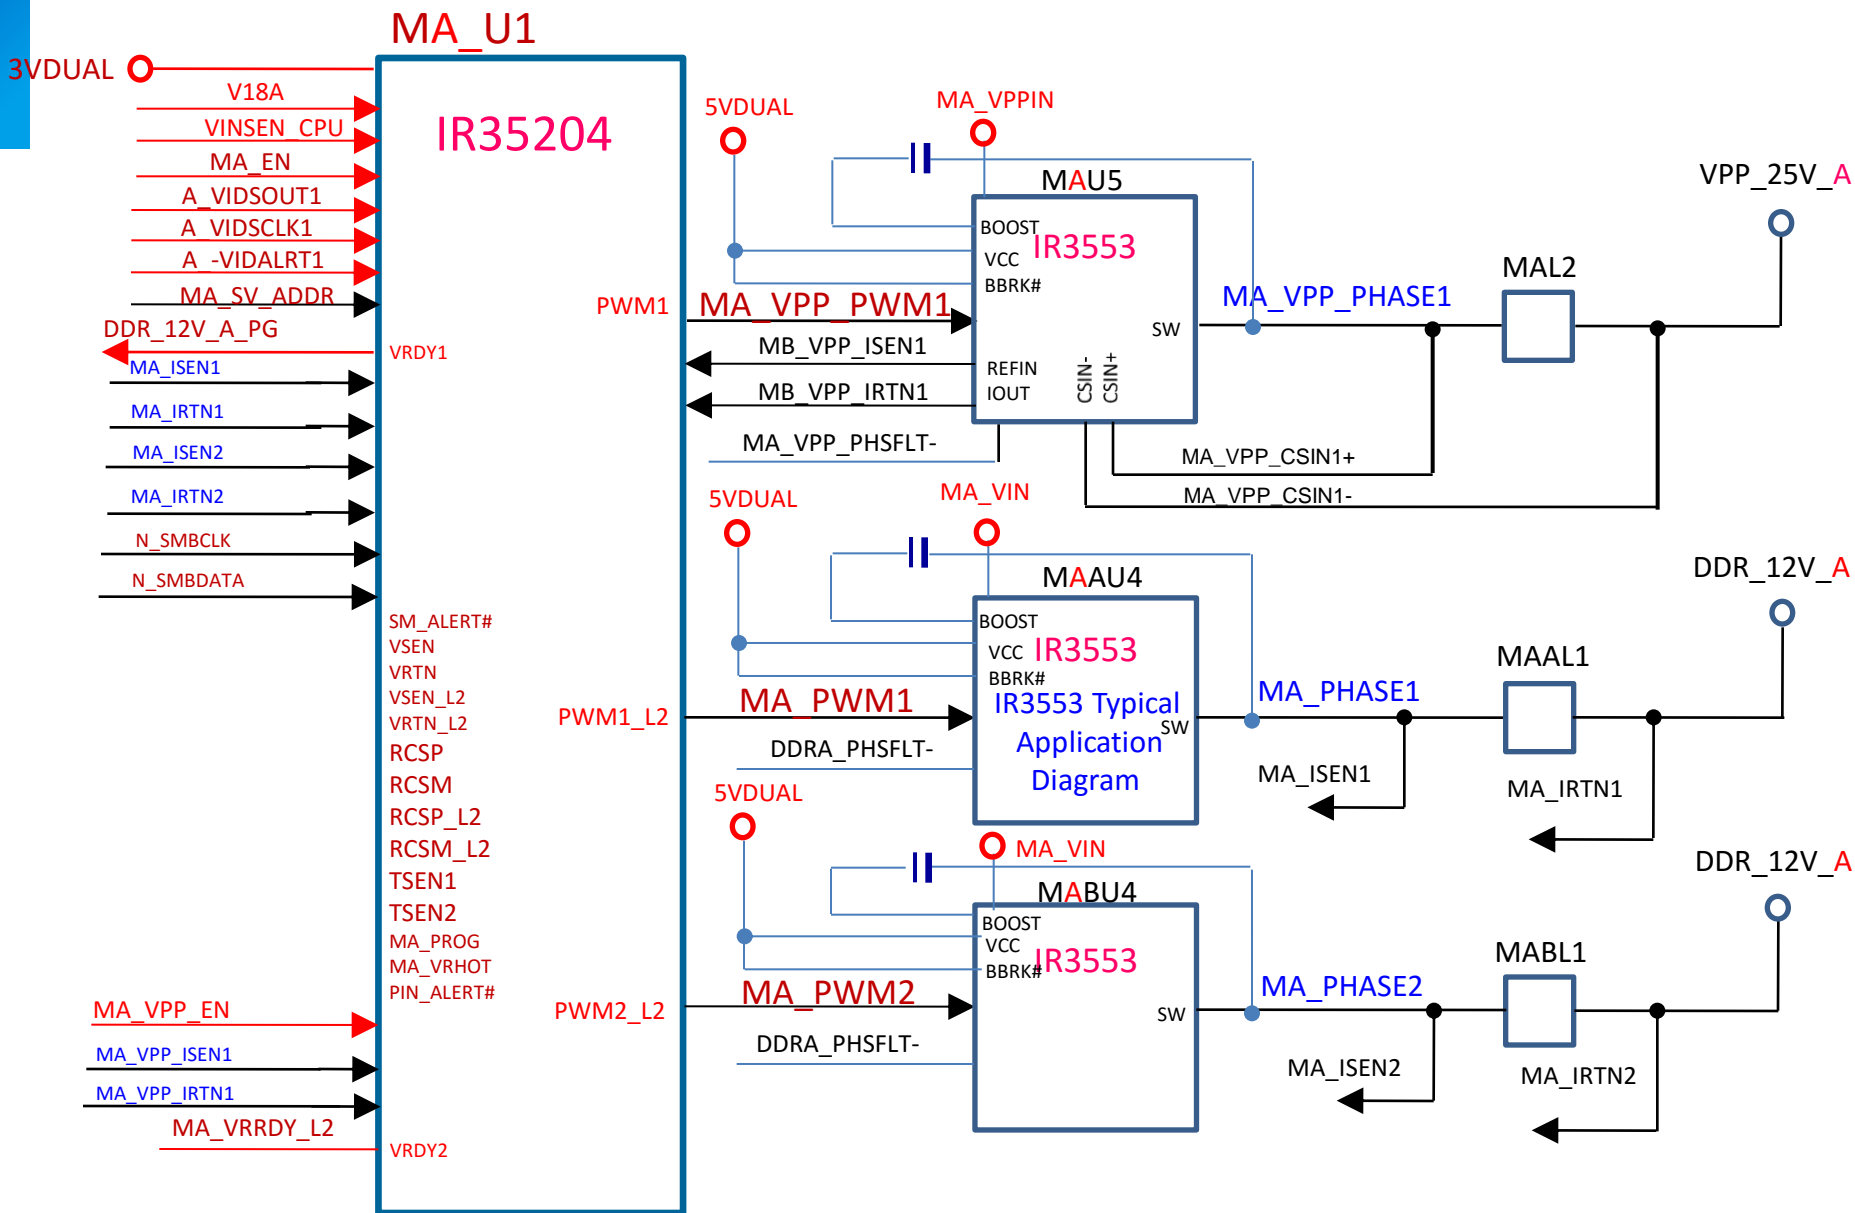 MA_U1
3VDUAL
V18A
VINSEN_CPU
MA_EN
A_VIDSOUT1
A_VIDSCLK1
A_-VIDALRT1
MA_SV_ADDR
DDR_12V_A_PG
MA_ISEN1
MA_IRTN1
MA_ISEN2
MA_IRTN2
N_SMBCLK
N_SMBDATA
MA_VPP_EN
MA_VPP_ISEN1
MA_VPP_IRTN1
MA_VRRDY_L2
IR35204
VRDY1
SM_ALERT#
VSEN
VRTN
VSEN_L2
VRTN_L2
RCSP
RCSM
RCSP_L2
RCSM_L2
TSEN1
TSEN2
MA_PROG
MA_VRHOT
PIN_ALERT#
VRDY2
PWM1
PWM1_L2
PWM2_L2
5VDUAL
MA_VPPIN
MAU5
BOOST
IR3553
VCC
BBRK#
MA_VPP_PWM1
MB_VPP_ISEN1
MB_VPP_IRTN1
MA_VPP_PHSFLT-
REFIN
IOUT
CSIN-
CSIN+
SW
MA_VPP_PHASE1
MAL2
VPP_25V_A
MA_VPP_CSIN1+
MA_VPP_CSIN1-
5VDUAL
MA_VIN
MAAU4
BOOST
VCC
IR3553
BBRK#
IR3553 Typical
Application
Diagram
SW
MA_PWM1
DDRA_PHSFLT-
MA_PHASE1
MAAL1
DDR_12V_A
MA_ISEN1
MA_IRTN1
5VDUAL
MA_VIN
MABU4
BOOST
VCC
BBRK#
IR3553
SW
MA_PWM2
DDRA_PHSFLT-
MA_PHASE2
MABL1
DDR_12V_A
MA_ISEN2
MA_IRTN2